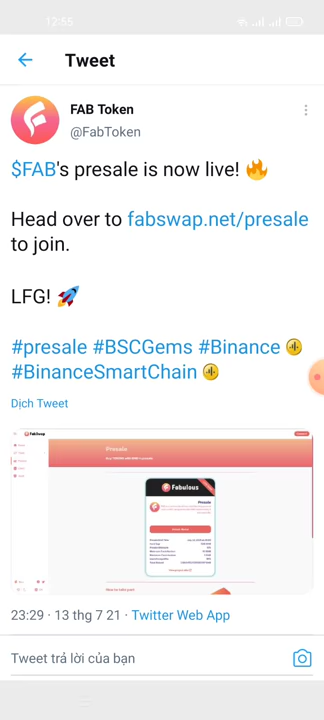 12:55
Tweet
FAB Token
@FabToken
$FAB's presale is now live! 🔥
Head over to fabswap.net/presale
to join.
LFG! 🚀
#presale #BSCGems #Binance
#BinanceSmartChain
Dịch Tweet
FabSwap
Presale
Fabulous
Presale
23:29 · 13 thg 7 21 · Twitter Web App
Tweet trả lời của bạn